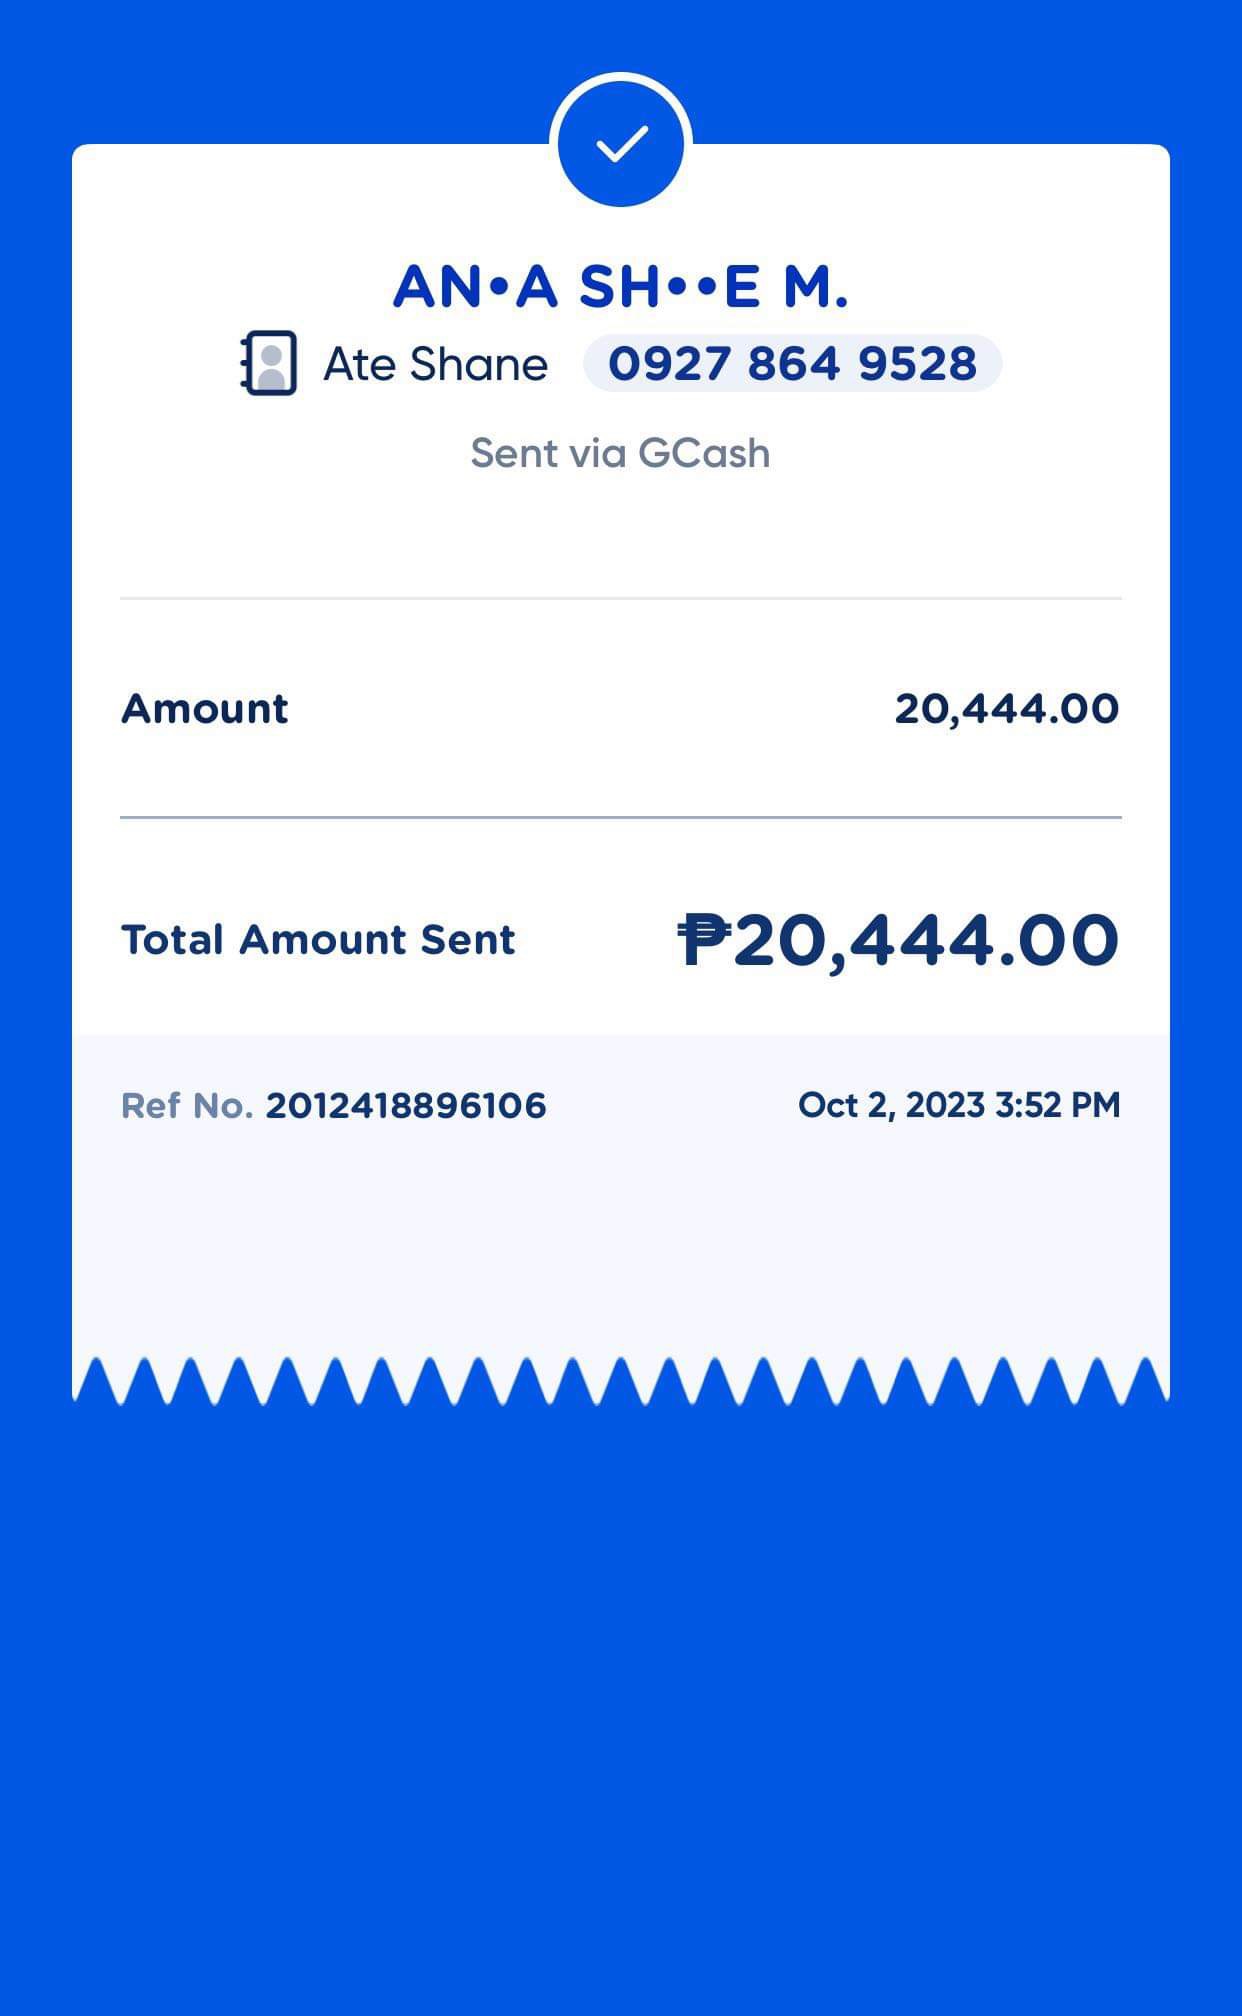 AN•A SH••E M.
Ate Shane 0927 864 9528
Sent via GCash
Amount 20,444.00
Total Amount Sent ₱20,444.00
Ref No. 2012418896106 Oct 2, 2023 3:52 PM